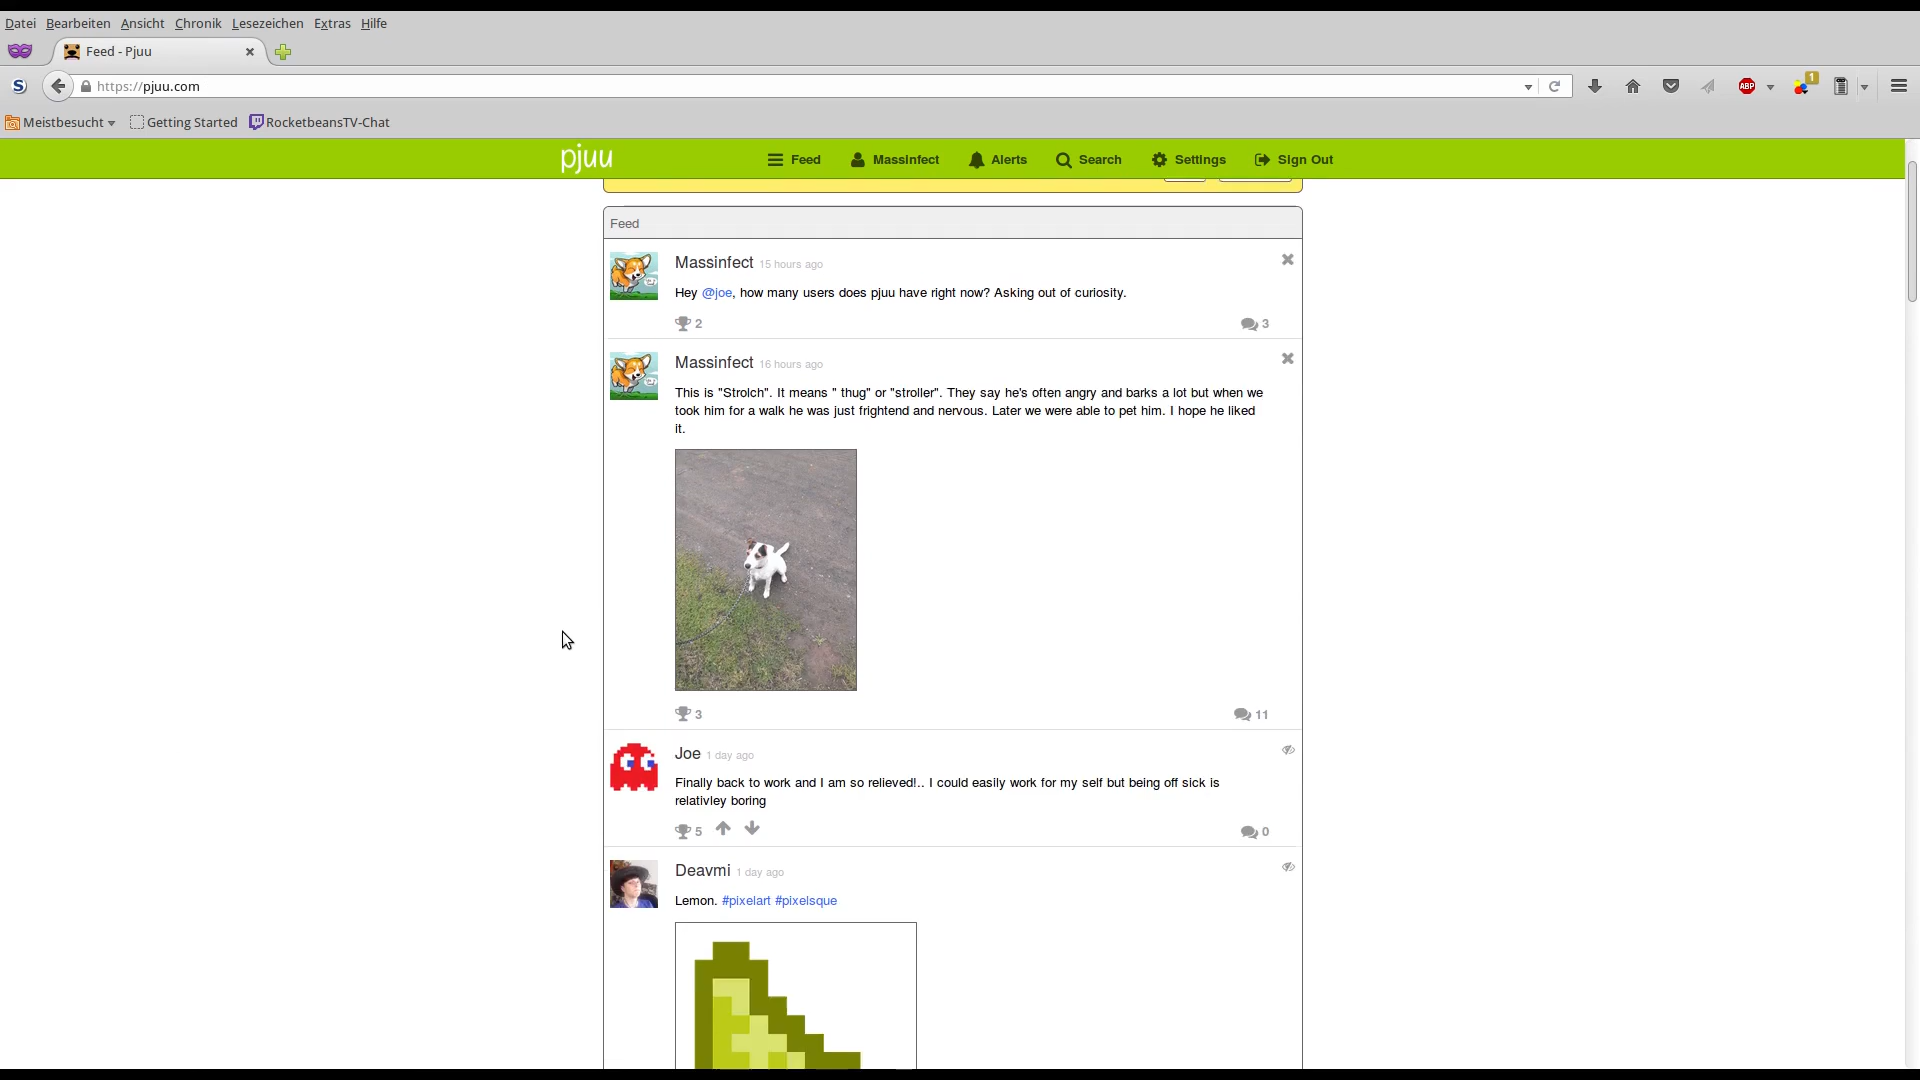 Datei Bearbeiten Ansicht Chronik Lesezeichen Extras Hilfe
Feed - Pjuu
S https://pjuu.com ABP 1
Meistbesucht Getting Started RocketbeansTV-Chat
pjuu Feed Massinfect Alerts Search Settings Sign Out
Feed
Massinfect 15 hours ago
Hey @joe, how many users does pjuu have right now? Asking out of curiosity.
2 3
Massinfect 16 hours ago
This is "Strolch". It means " thug" or "stroller". They say he's often angry and barks a lot but when we
took him for a walk he was just frightend and nervous. Later we were able to pet him. I hope he liked
it.
3 11
Joe 1 day ago
Finally back to work and I am so relieved!.. I could easily work for my self but being off sick is
relativley boring
5 0
Deavmi 1 day ago
Lemon. #pixelart #pixelsque